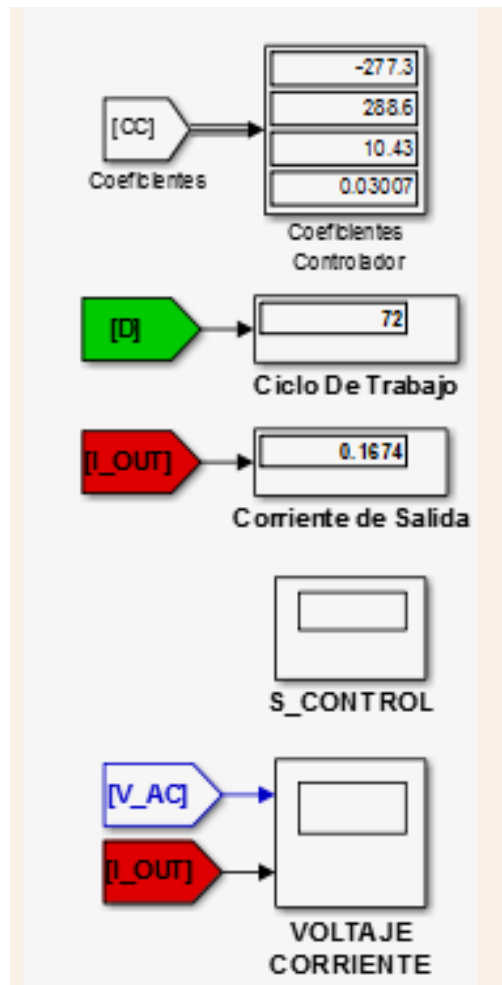 -277.3
[CC]
288.6
10.43
Coeficientes
0.03007
Coeficientes
Controlador
[D]
72
Ciclo De Trabajo
[I_OUT]
0.1674
Corriente de Salida
S_CONTROL
[V_AC]
[I_OUT]
VOLTAJE
CORRIENTE